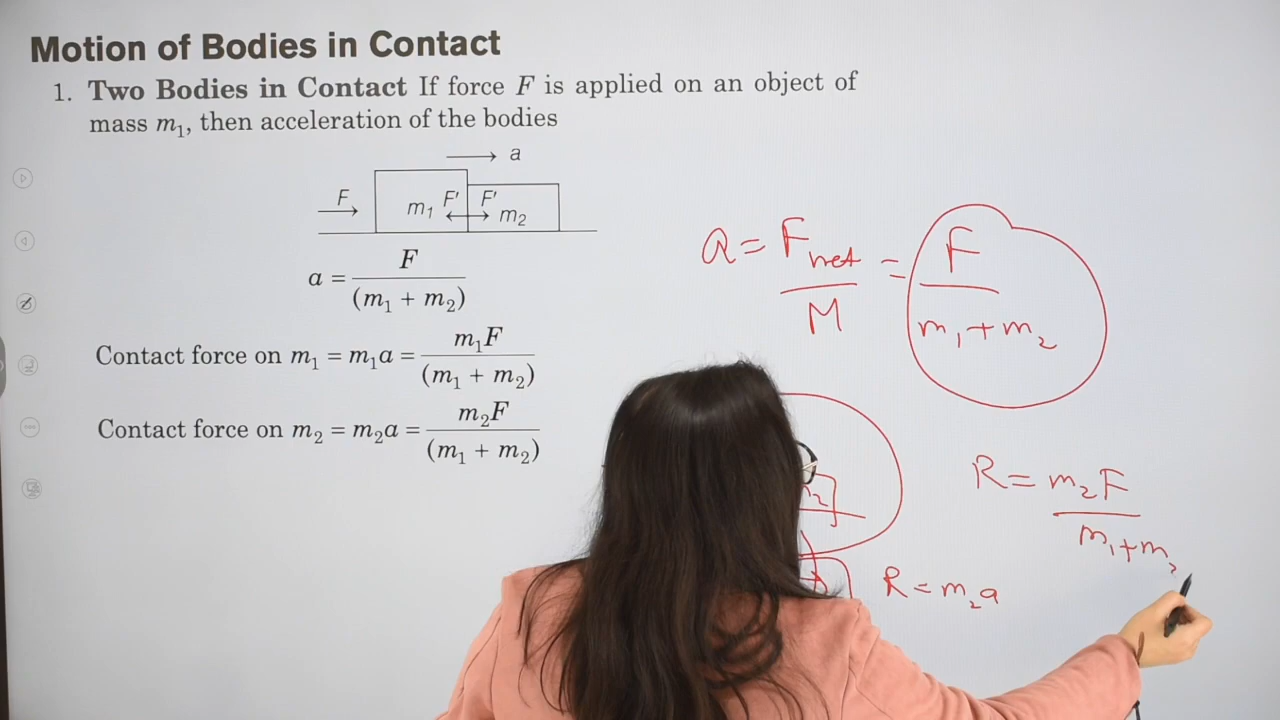 Motion of Bodies in Contact
1. Two Bodies in Contact If force F is applied on an object of
mass m₁, then acceleration of the bodies
a
F
m₁ F' F' m₂
a = F / (m₁ + m₂)
Contact force on m₁ = m₁a = m₁F / (m₁ + m₂)
Contact force on m₂ = m₂a = m₂F / (m₁ + m₂)
a = F net / M = F / m₁ + m₂
R = m₂F / m₁ + m₂
R = m₂a